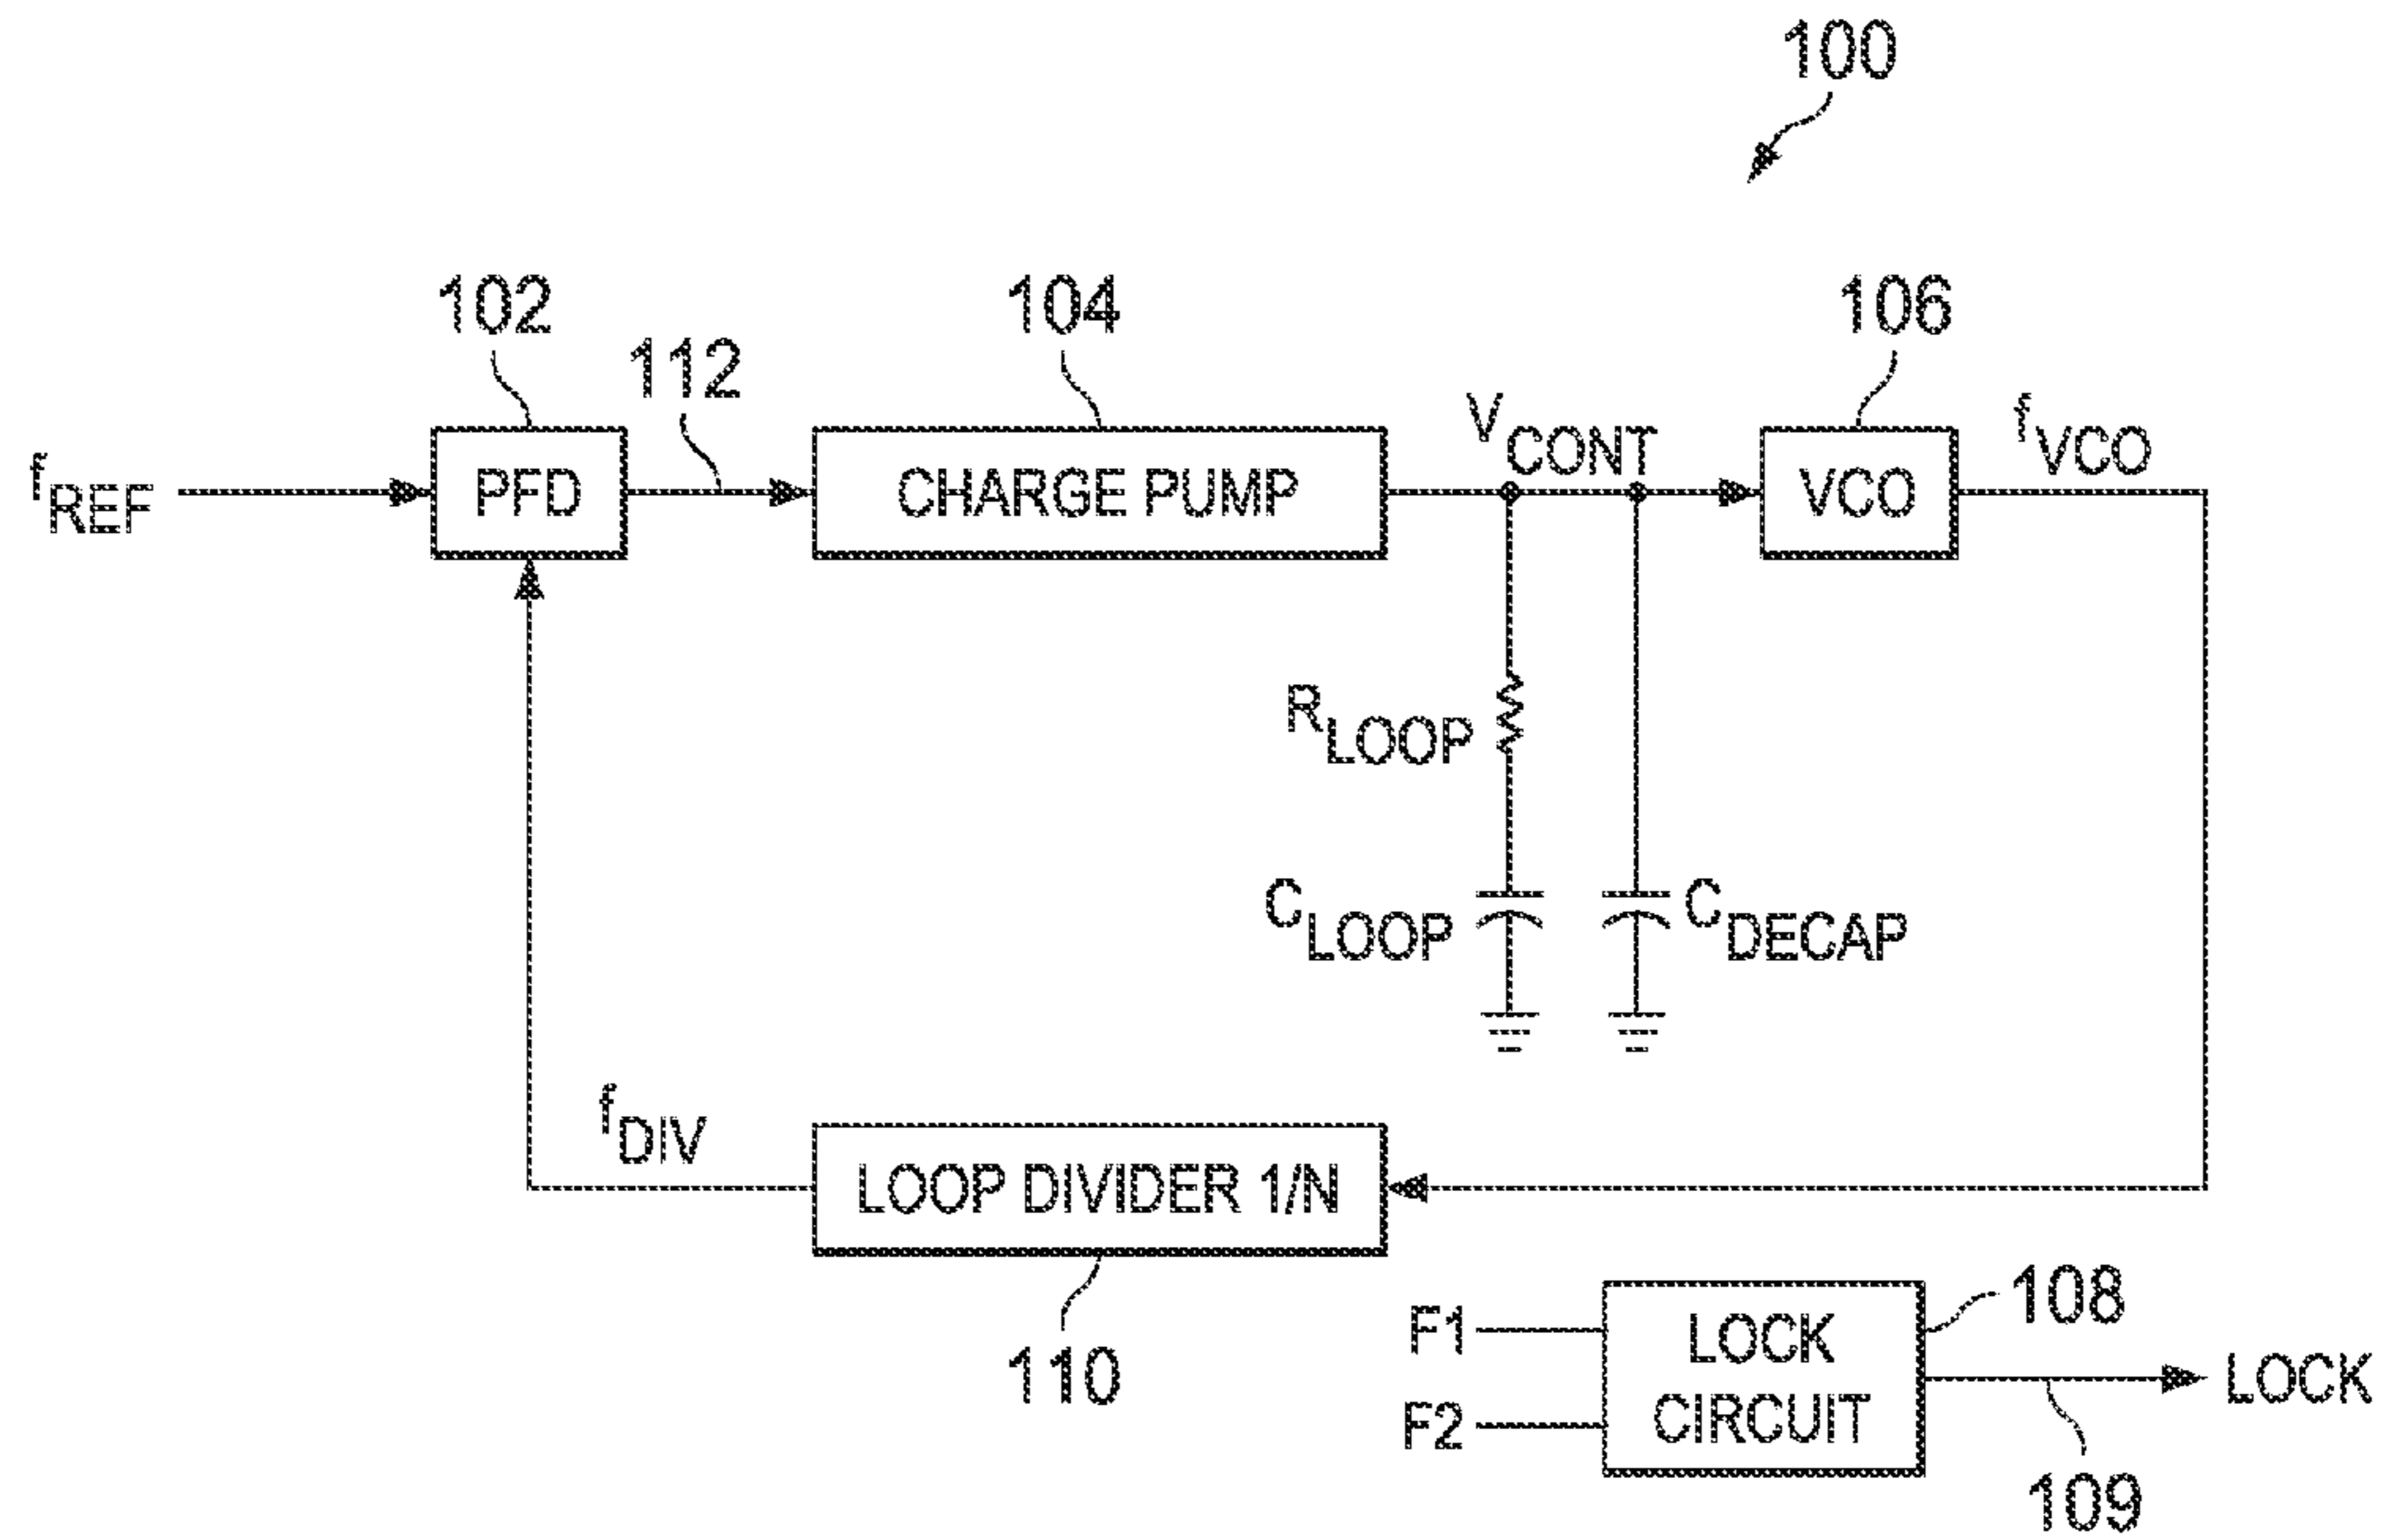 100
102
112
104
106
fREF
PFD
CHARGE PUMP
VCONT
VCO
fVCO
RLOOP
CLOOP
CDECAP
fDIV
LOOP DIVIDER 1/N
110
F1
F2
LOCK
CIRCUIT
108
LOCK
109